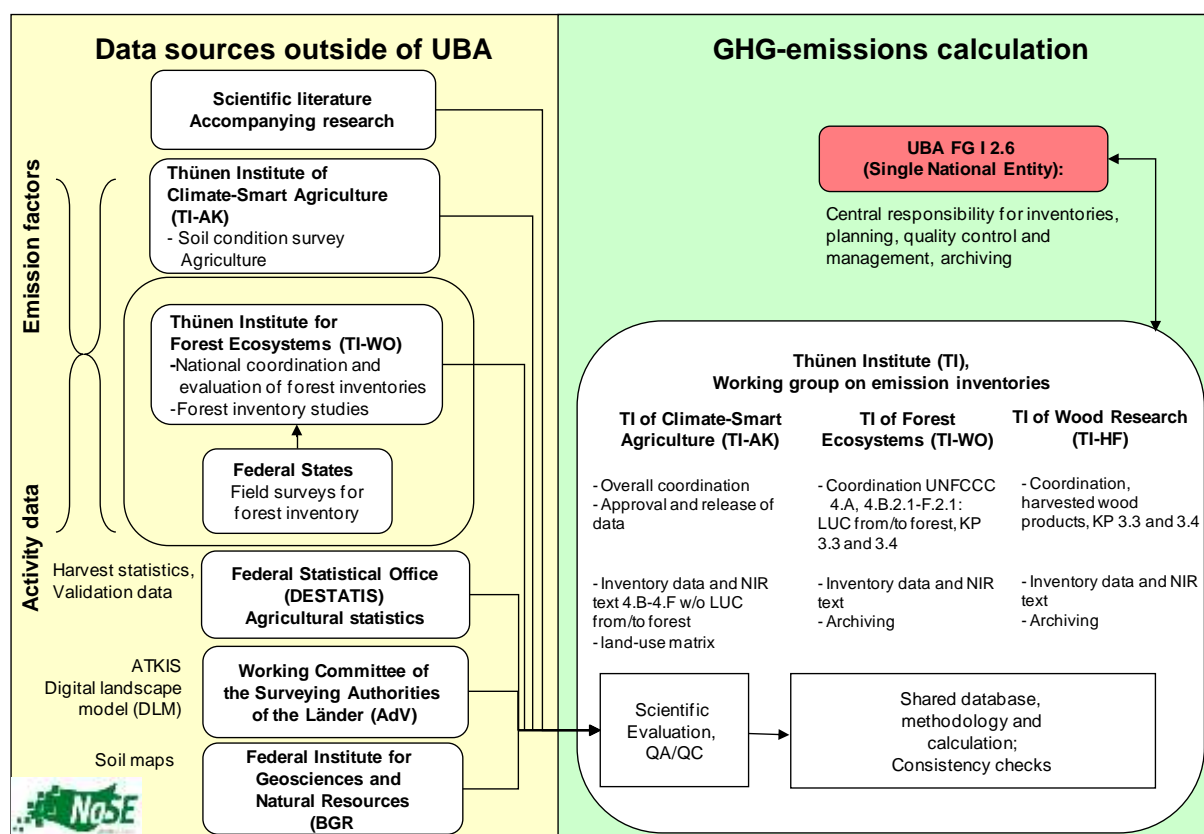 Data sources outside of UBA
Emission factors
Activity data
Scientific literature
Accompanying research
Thünen Institute of
Climate-Smart Agriculture
(TI-AK)
- Soil condition survey
Agriculture
Thünen Institute for
Forest Ecosystems (TI-WO)
-National coordination and
evaluation of forest inventories
-Forest inventory studies
Federal States
Field surveys for
forest inventory
Harvest statistics,
Validation data
Federal Statistical Office
(DESTATIS)
Agricultural statistics
ATKIS
Digital landscape
model (DLM)
Working Committee of
the Surveying Authorities
of the Länder (AdV)
Soil maps
Federal Institute for
Geosciences and
Natural Resources
(BGR
NaSE
GHG-emissions calculation
UBA FG I 2.6
(Single National Entity):
Central responsibility for inventories,
planning, quality control and
management, archiving
Thünen Institute (TI),
Working group on emission inventories
TI of Climate-Smart
Agriculture (TI-AK)
- Overall coordination
- Approval and release of
data
- Inventory data and NIR
text 4.B-4.F w/o LUC
from/to forest
- land-use matrix
TI of Forest
Ecosystems (TI-WO)
- Coordination UNFCCC
4.A, 4.B.2.1-F.2.1:
LUC from/to forest, KP
3.3 and 3.4
- Inventory data and NIR
text
- Archiving
TI of Wood Research
(TI-HF)
- Coordination,
harvested wood
products, KP 3.3 and 3.4
- Inventory data and NIR
text
- Archiving
Scientific
Evaluation,
QA/QC
Shared database,
methodology and
calculation;
Consistency checks